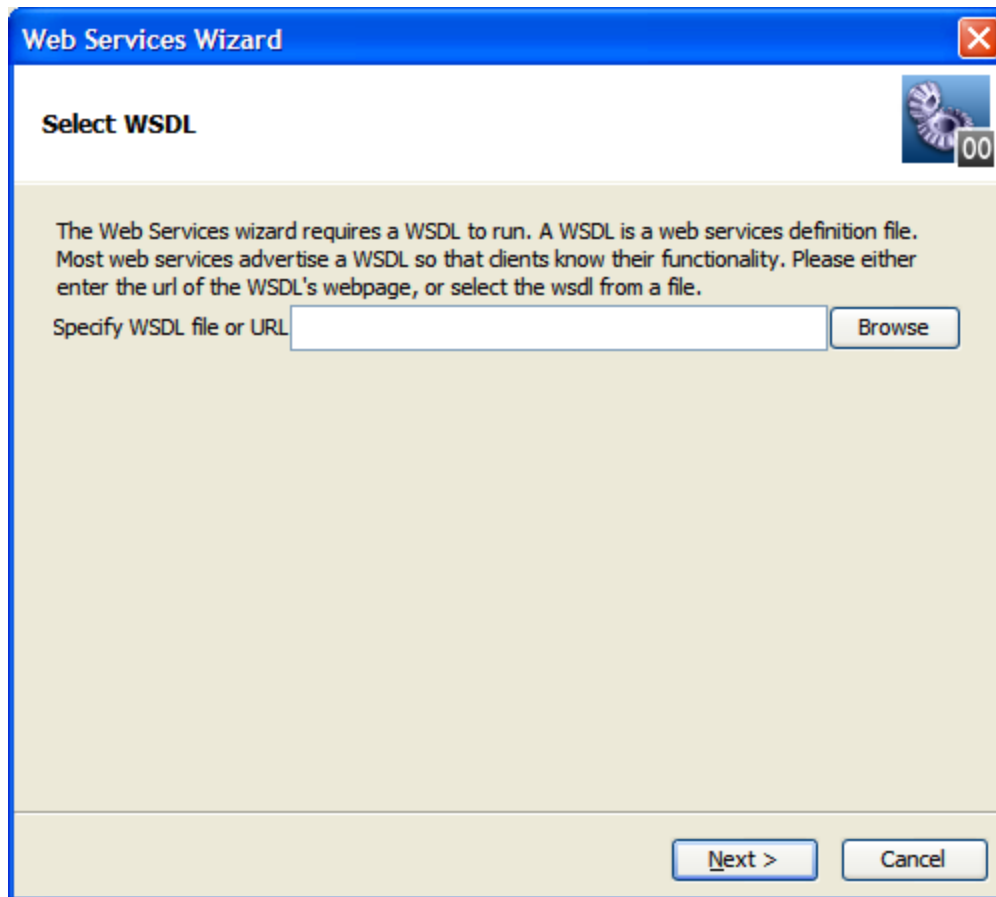 Web Services Wizard
Select WSDL
00
The Web Services wizard requires a WSDL to run. A WSDL is a web services definition file.
Most web services advertise a WSDL so that clients know their functionality. Please either
enter the url of the WSDL's webpage, or select the wsdl from a file.
Specify WSDL file or URL
Browse
Next >
Cancel